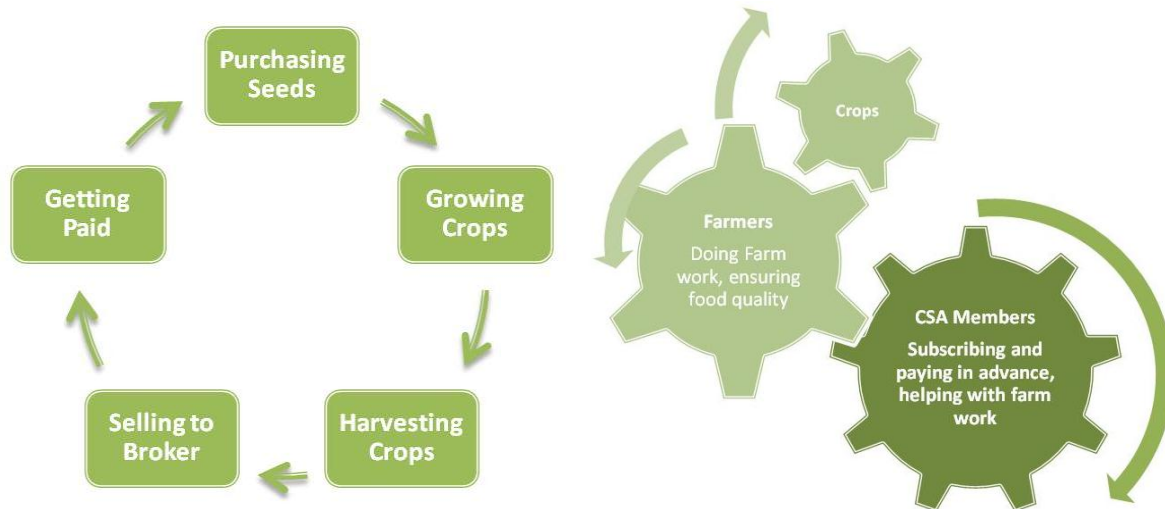 Purchasing
Seeds
Growing
Crops
Harvesting
Crops
Selling to
Broker
Getting
Paid
Crops
Farmers
Doing Farm
work, ensuring
food quality
CSA Members
Subscribing and
paying in advance,
helping with farm
work